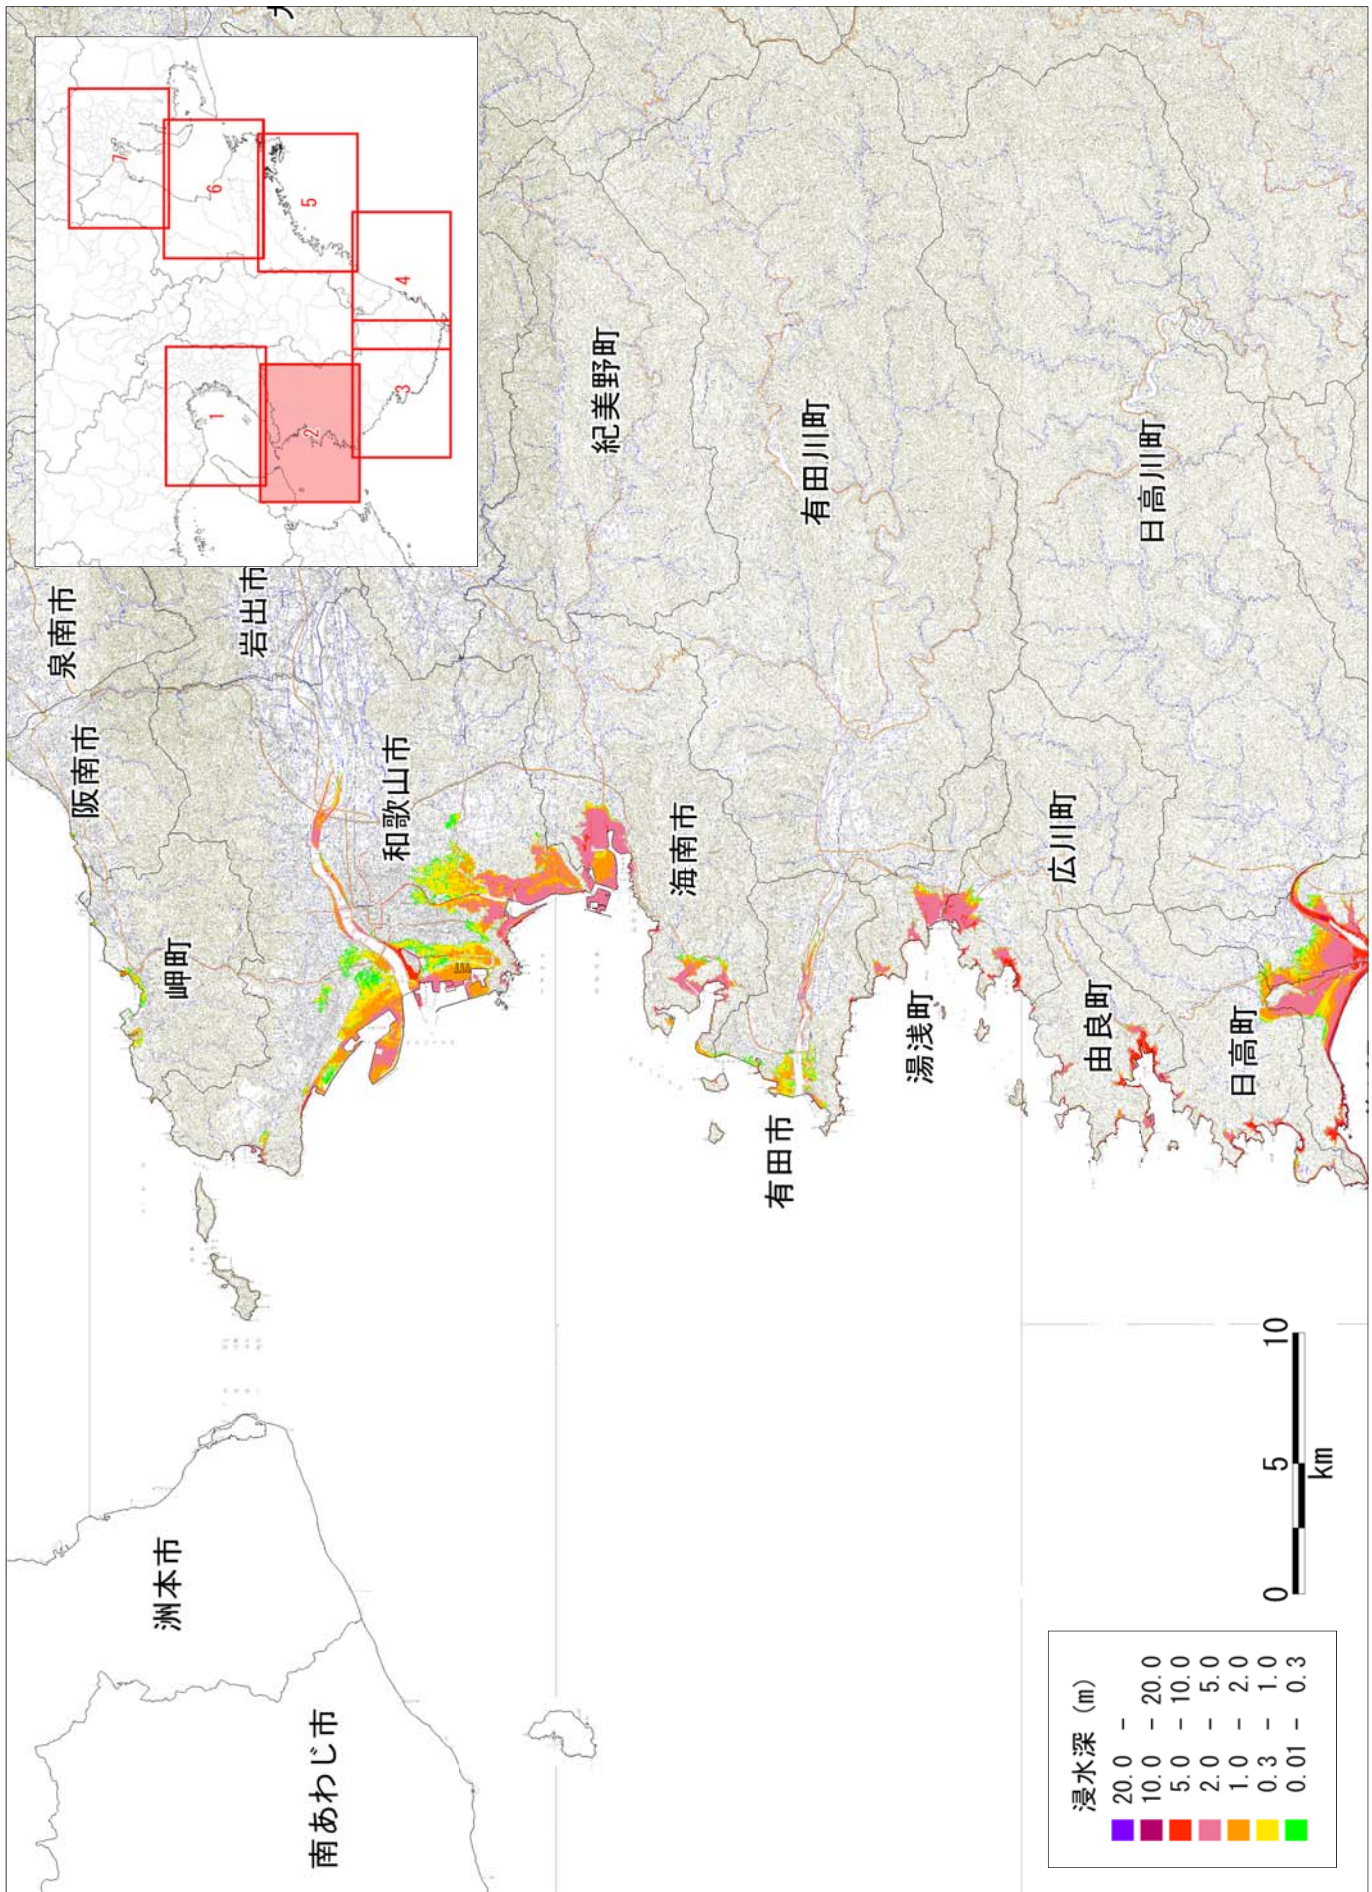 泉南市
阪南市
岬町
岩出市
和歌山市
紀美野町
海南市
有田川町
有田市
湯浅町
広川町
日高川町
由良町
日高町
洲本市
南あわじ市
1
2
3
4
5
6
7
浸水深 (m)
20.0 -
10.0 - 20.0
5.0 - 10.0
2.0 - 5.0
1.0 - 2.0
0.3 - 1.0
0.01 - 0.3
0 5 10
km